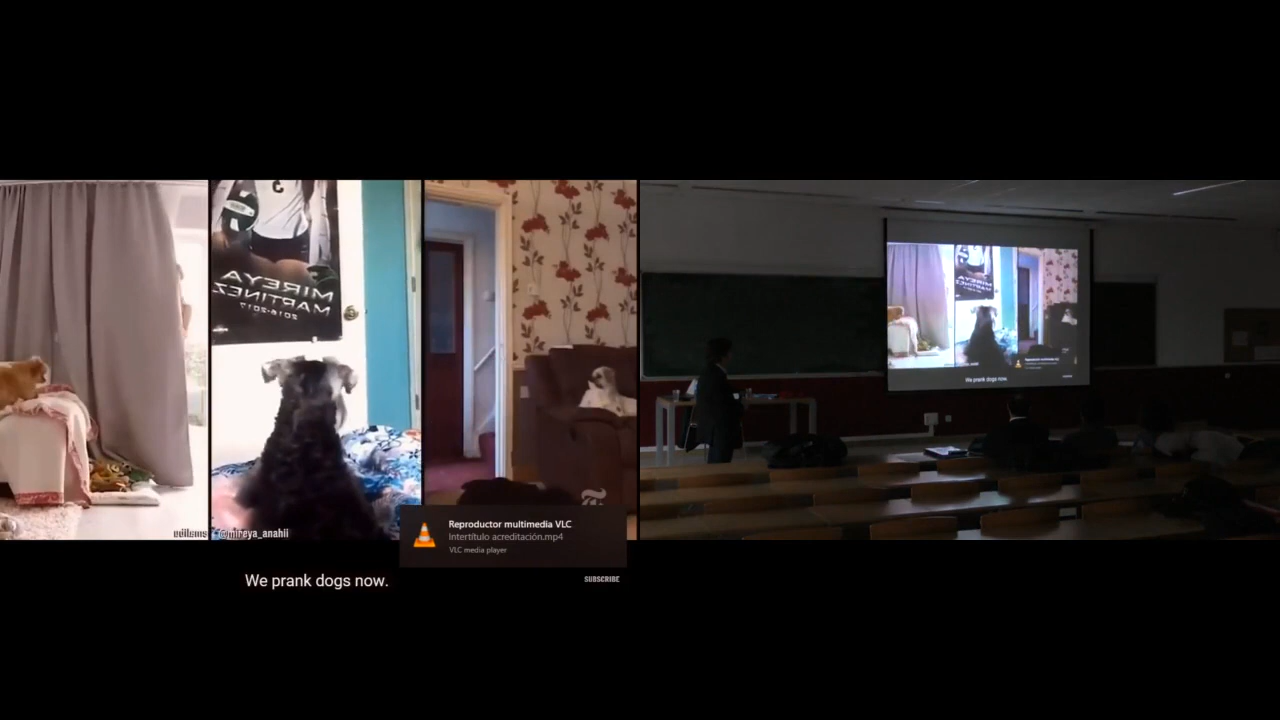 MIREYA
MARTINEZ
2016-2017
edilams
@mireya_anahii
Reproductor multimedia VLC
Intertítulo acreditación.mp4
VLC media player
We prank dogs now.
SUBSCRIBE
We prank dogs now.